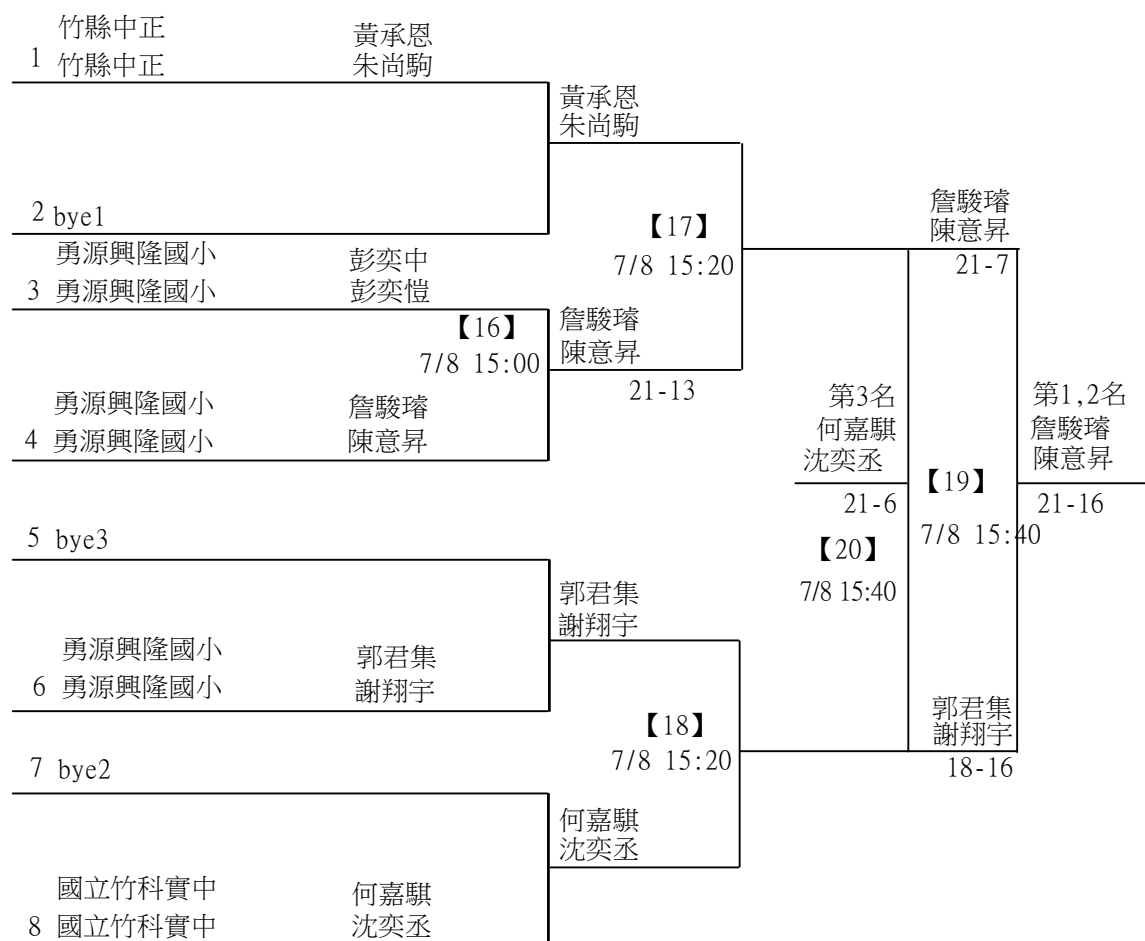 竹縣中正 黃承恩
1 竹縣中正 朱尚駒
黃承恩
朱尚駒
2 bye1
【17】
7/8 15:20
詹駿璿
陳意昇
21-7
勇源興隆國小 彭奕中
3 勇源興隆國小 彭奕愷
【16】
7/8 15:00
詹駿璿
陳意昇
21-13
勇源興隆國小 詹駿璿
4 勇源興隆國小 陳意昇
第3名
何嘉騏
沈奕丞
21-6
【20】
7/8 15:40
【19】
7/8 15:40
第1,2名
詹駿璿
陳意昇
21-16
5 bye3
郭君集
謝翔宇
勇源興隆國小 郭君集
6 勇源興隆國小 謝翔宇
【18】
7/8 15:20
郭君集
謝翔宇
18-16
7 bye2
何嘉騏
沈奕丞
國立竹科實中 何嘉騏
8 國立竹科實中 沈奕丞